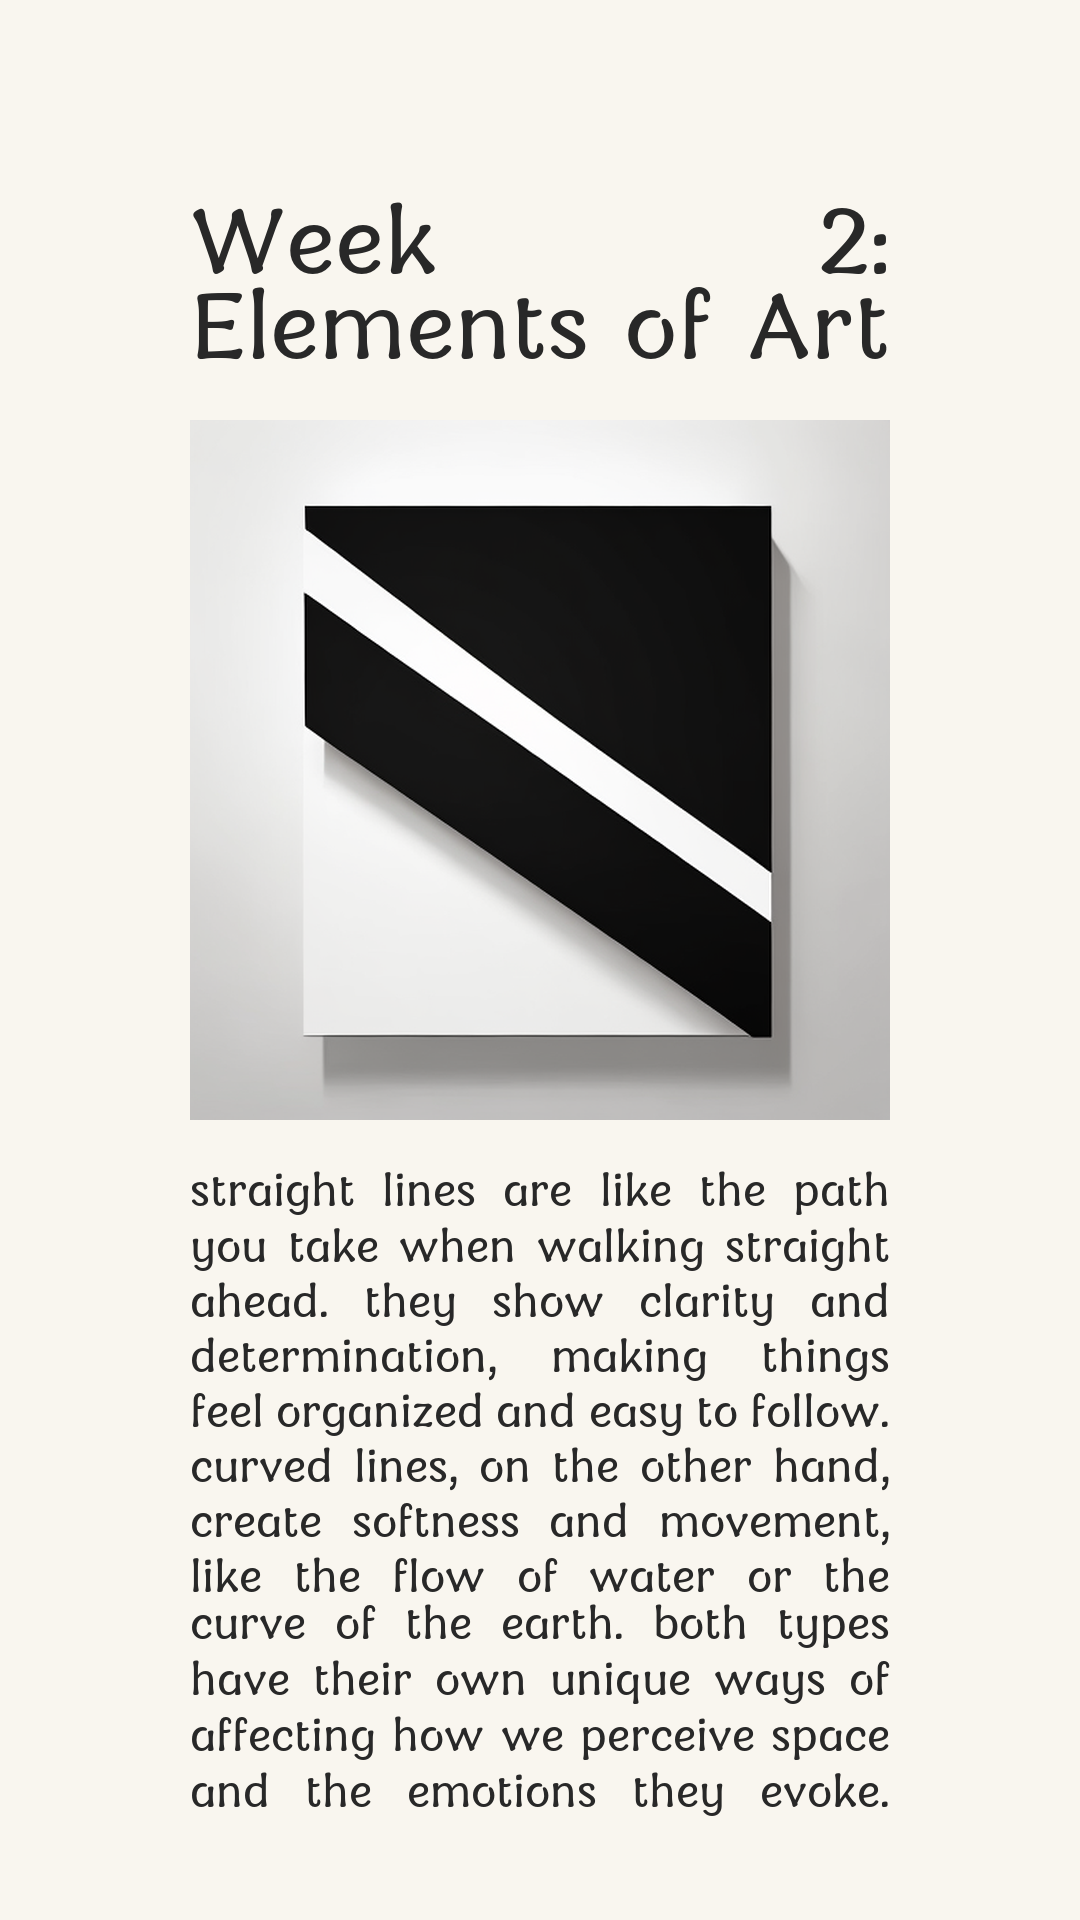 Week 2:
Elements of Art
straight lines are like the path
you take when walking straight
ahead. they show clarity and
determination, making things
feel organized and easy to follow.
curved lines, on the other hand,
create softness and movement,
like the flow of water or the
curve of the earth. both types
have their own unique ways of
affecting how we perceive space
and the emotions they evoke.